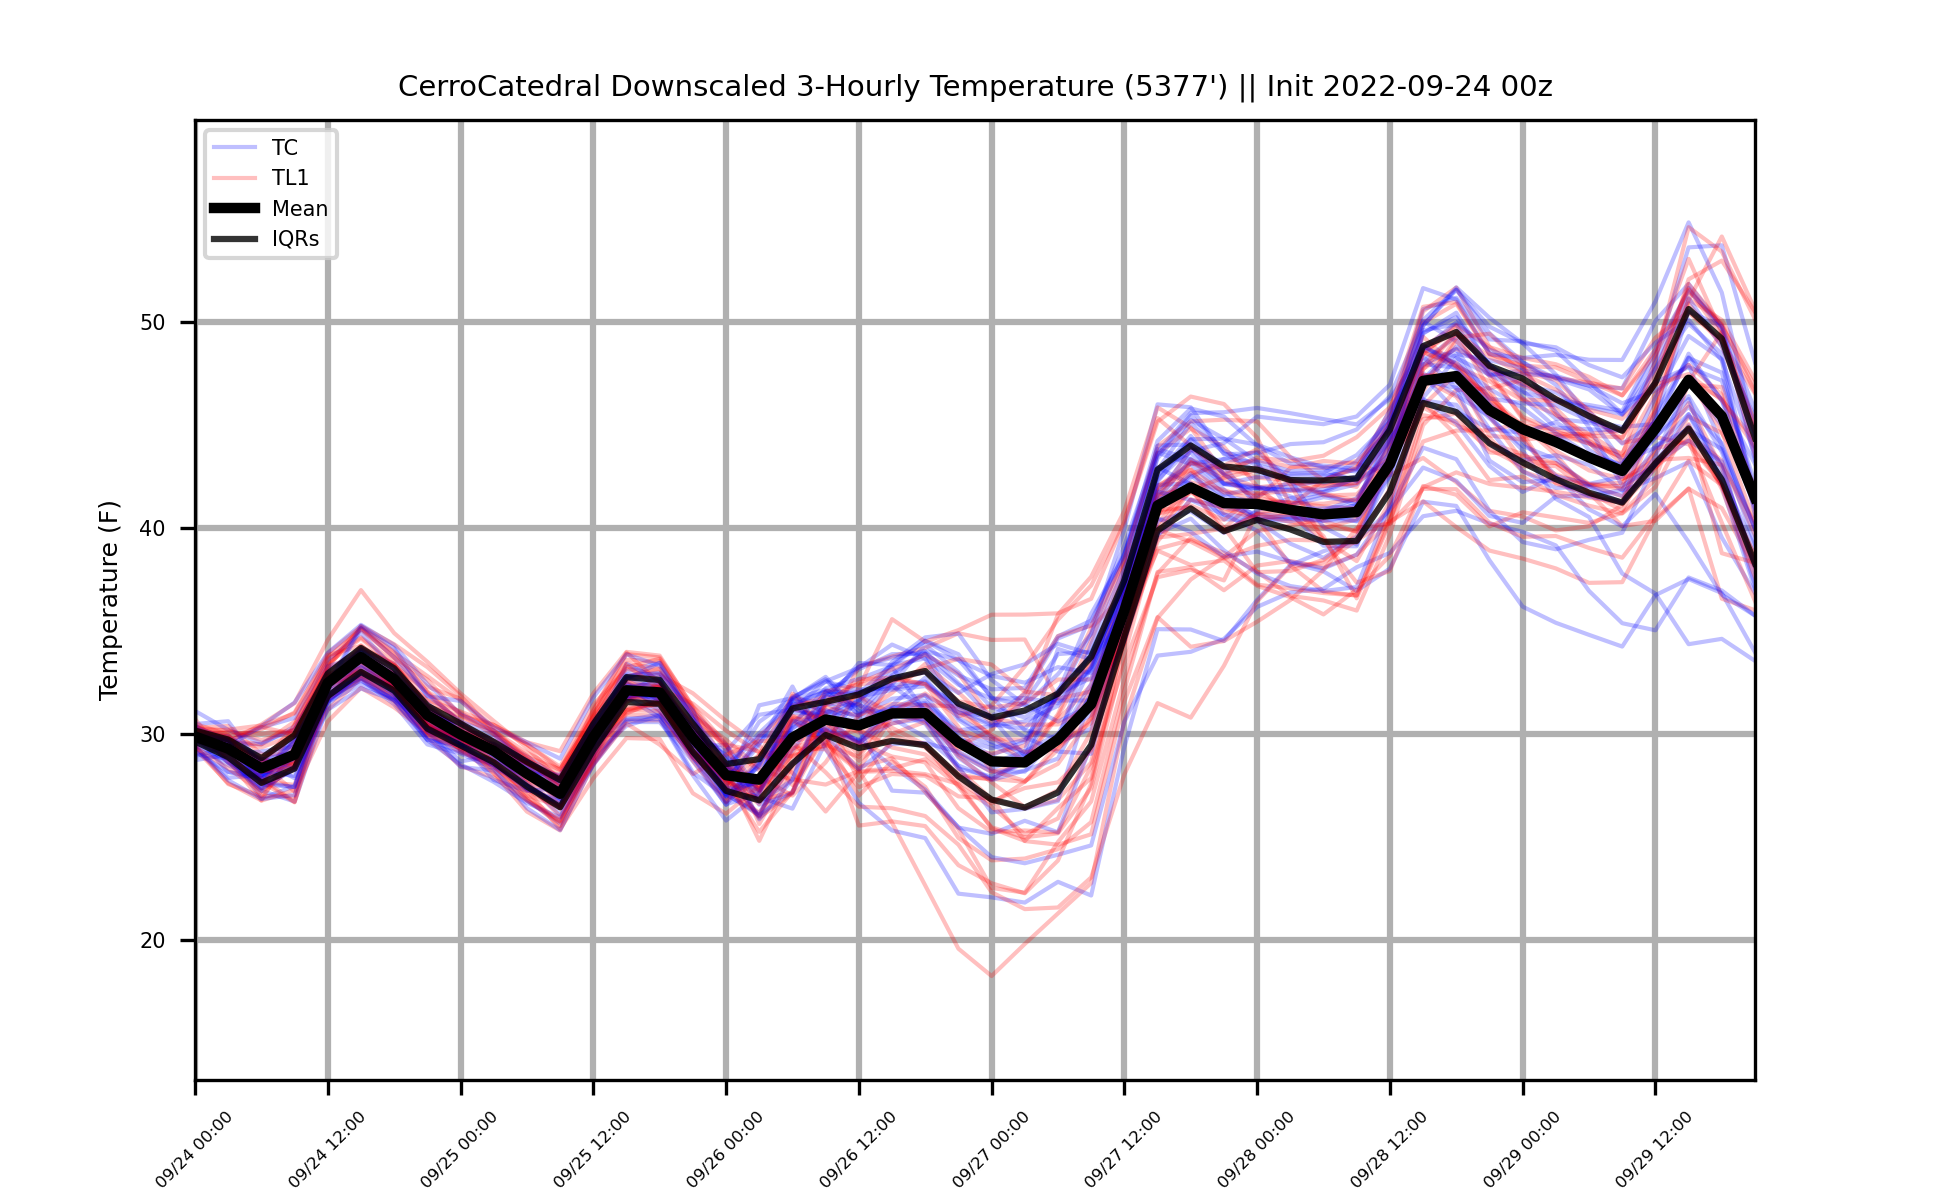 CerroCatedral Downscaled 3-Hourly Temperature (5377') || Init 2022-09-24 00z
TC
TL1
Mean
IQRs
Temperature (F)
50
40
30
20
09/24 00:00
09/24 12:00
09/25 00:00
09/25 12:00
09/26 00:00
09/26 12:00
09/27 00:00
09/27 12:00
09/28 00:00
09/28 12:00
09/29 00:00
09/29 12:00